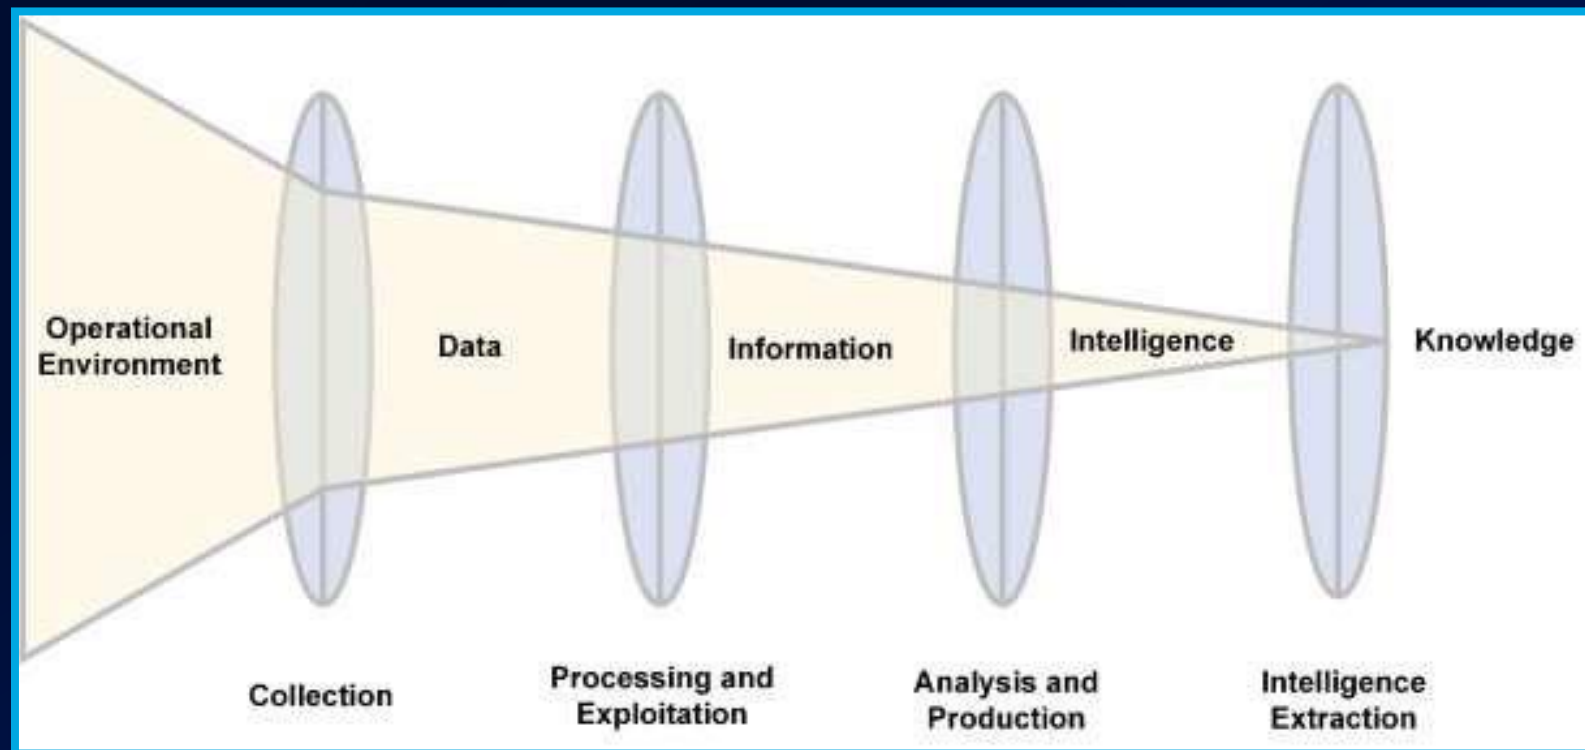 Operational
Environment
Data
Information
Intelligence
Knowledge
Collection
Processing and
Exploitation
Analysis and
Production
Intelligence
Extraction